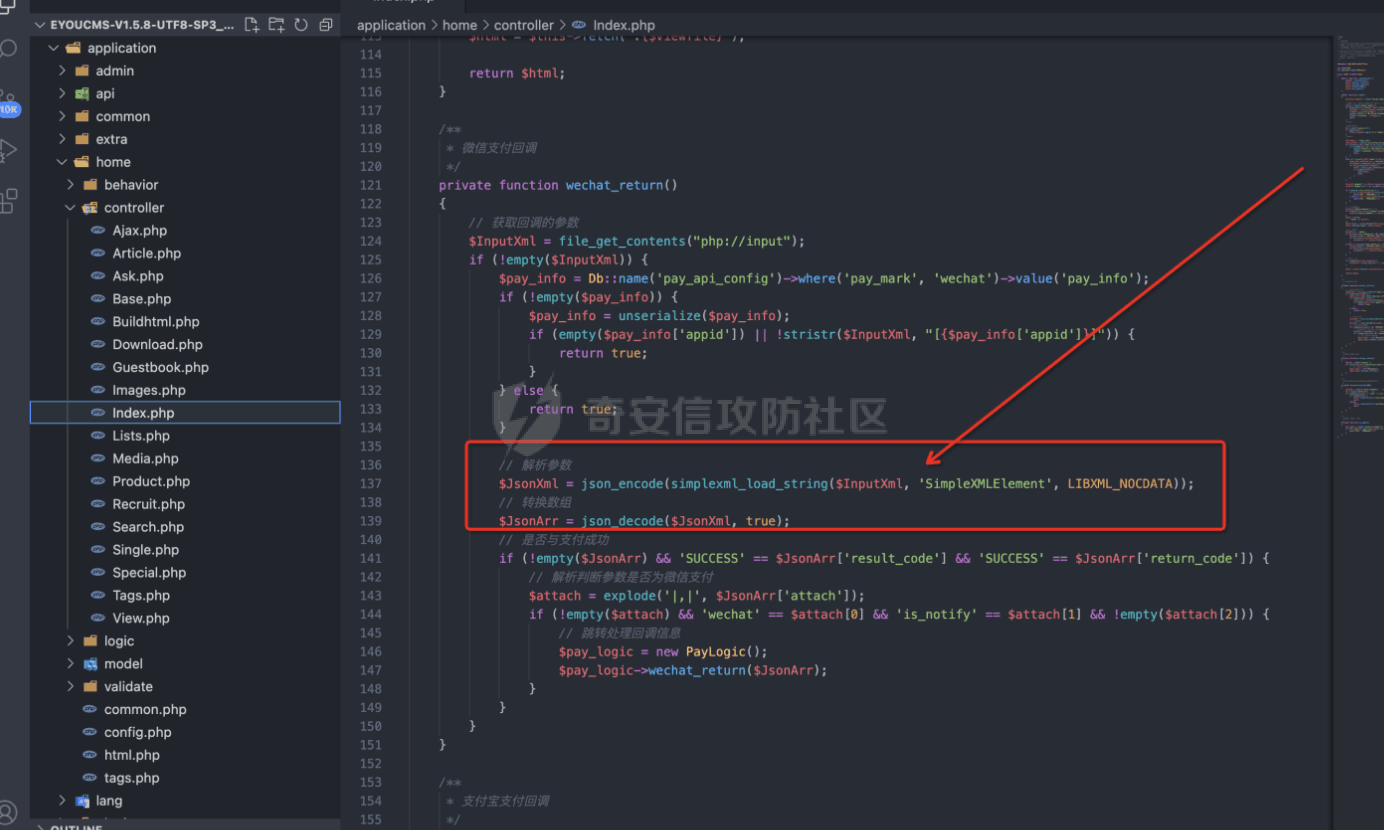 Index.php
EYOUCMS-V1.5.8-UTF8-SP3_...
application
admin
api
common
extra
home
behavior
controller
Ajax.php
Article.php
Ask.php
Base.php
Buildhtml.php
Download.php
Guestbook.php
Images.php
Index.php
Lists.php
Media.php
Product.php
Recruit.php
Search.php
Single.php
Special.php
Tags.php
View.php
logic
model
validate
common.php
config.php
html.php
tags.php
lang
OUTLINE
10K
application > home > controller > Index.php
113 $html = $this->fetch(":{$viewfile}");
114
115 return $html;
116 }
117
118 /**
119 * 微信支付回调
120 */
121 private function wechat_return()
122 {
123 // 获取回调的参数
124 $InputXml = file_get_contents("php://input");
125 if (!empty($InputXml)) {
126 $pay_info = Db::name('pay_api_config')->where('pay_mark', 'wechat')->value('pay_info');
127 if (!empty($pay_info)) {
128 $pay_info = unserialize($pay_info);
129 if (empty($pay_info['appid']) || !stristr($InputXml, "[{$pay_info['appid']}]")) {
130 return true;
131 }
132 } else {
133 return true;
134 }
135
136 // 解析参数
137 $JsonXml = json_encode(simplexml_load_string($InputXml, 'SimpleXMLElement', LIBXML_NOCDATA));
138 // 转换数组
139 $JsonArr = json_decode($JsonXml, true);
140 // 是否与支付成功
141 if (!empty($JsonArr) && 'SUCCESS' == $JsonArr['result_code'] && 'SUCCESS' == $JsonArr['return_code']) {
142 // 解析判断参数是否为微信支付
143 $attach = explode('|,|', $JsonArr['attach']);
144 if (!empty($attach) && 'wechat' == $attach[0] && 'is_notify' == $attach[1] && !empty($attach[2])) {
145 // 跳转处理回调信息
146 $pay_logic = new PayLogic();
147 $pay_logic->wechat_return($JsonArr);
148 }
149 }
150 }
151 }
152
153 /**
154 * 支付宝支付回调
155 */
奇安信攻防社区